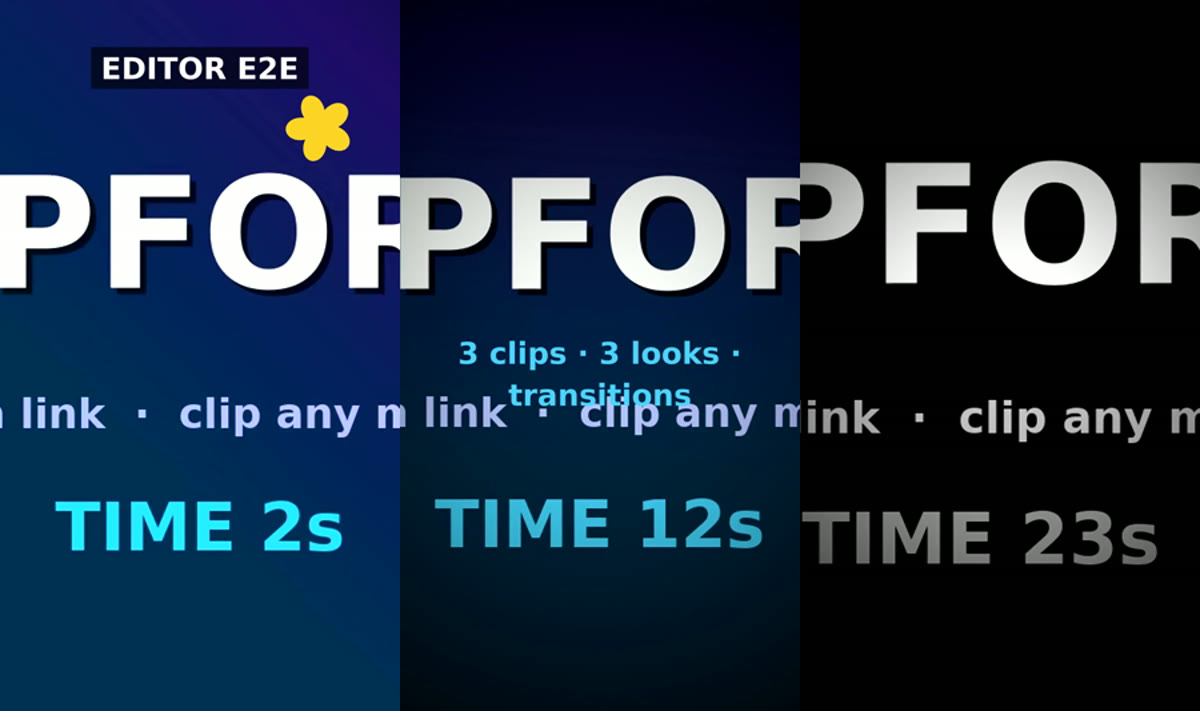 EDITOR E2E
PFOR
link · clip any m
TIME 2s
PFOR
3 clips · 3 looks ·
transitions
link · clip any m
TIME 12s
PFOR
ink · clip any m
TIME 23s